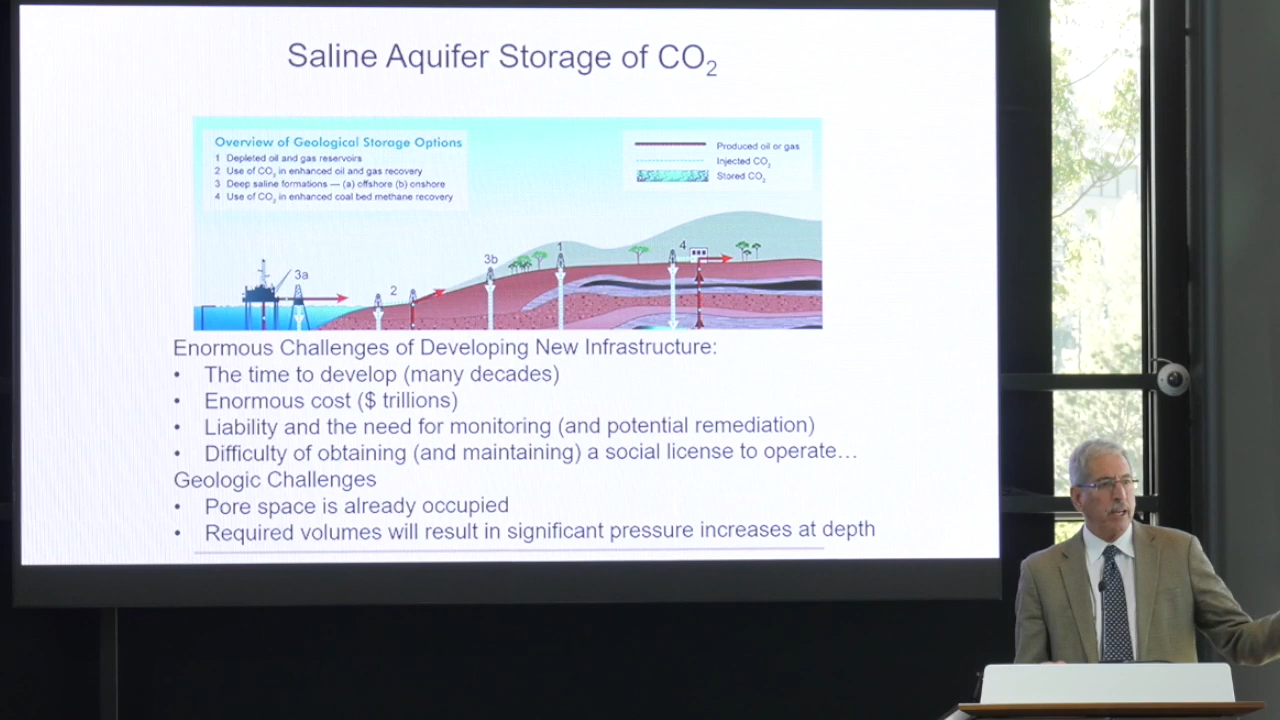 Saline Aquifer Storage of CO₂
Overview of Geological Storage Options
1 Depleted oil and gas reservoirs
2 Use of CO₂ in enhanced oil and gas recovery
3 Deep saline formations — (a) offshore (b) onshore
4 Use of CO₂ in enhanced coal bed methane recovery
Produced oil or gas
Injected CO₂
Stored CO₂
3a
2
3b
1
4
Enormous Challenges of Developing New Infrastructure:
• The time to develop (many decades)
• Enormous cost ($ trillions)
• Liability and the need for monitoring (and potential remediation)
• Difficulty of obtaining (and maintaining) a social license to operate…
Geologic Challenges
• Pore space is already occupied
• Required volumes will result in significant pressure increases at depth